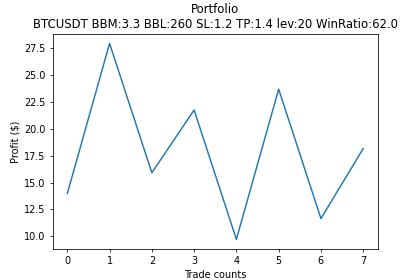 Portfolio
BTCUSDT BBM:3.3 BBL:260 SL:1.2 TP:1.4 lev:20 WinRatio:62.0
27.5
25.0
22.5
20.0
17.5
15.0
12.5
10.0
Profit ($)
0 1 2 3 4 5 6 7
Trade counts